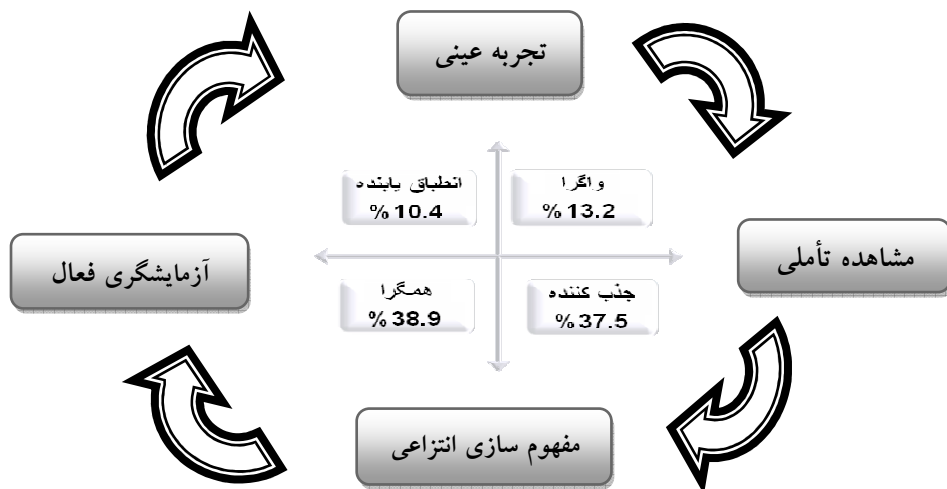 تجربه عینی
انطباق یابنده
% 10.4
واگرا
% 13.2
آزمایشگری فعال
مشاهده تأملی
همگرا
% 38.9
جذب کننده
% 37.5
مفهوم سازی انتزاعی